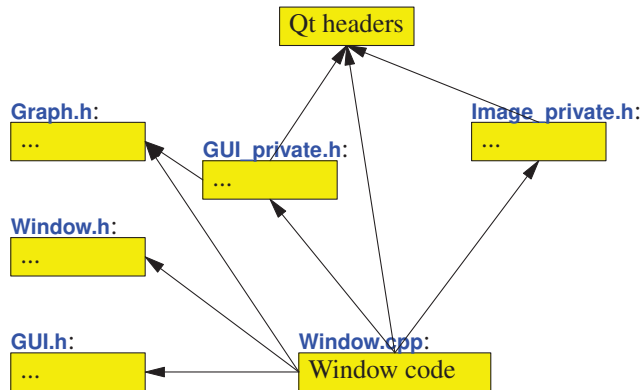 Qt headers
Graph.h:
...
GUI_private.h:
...
Image_private.h:
...
Window.h:
...
GUI.h:
...
Window.cpp:
Window code